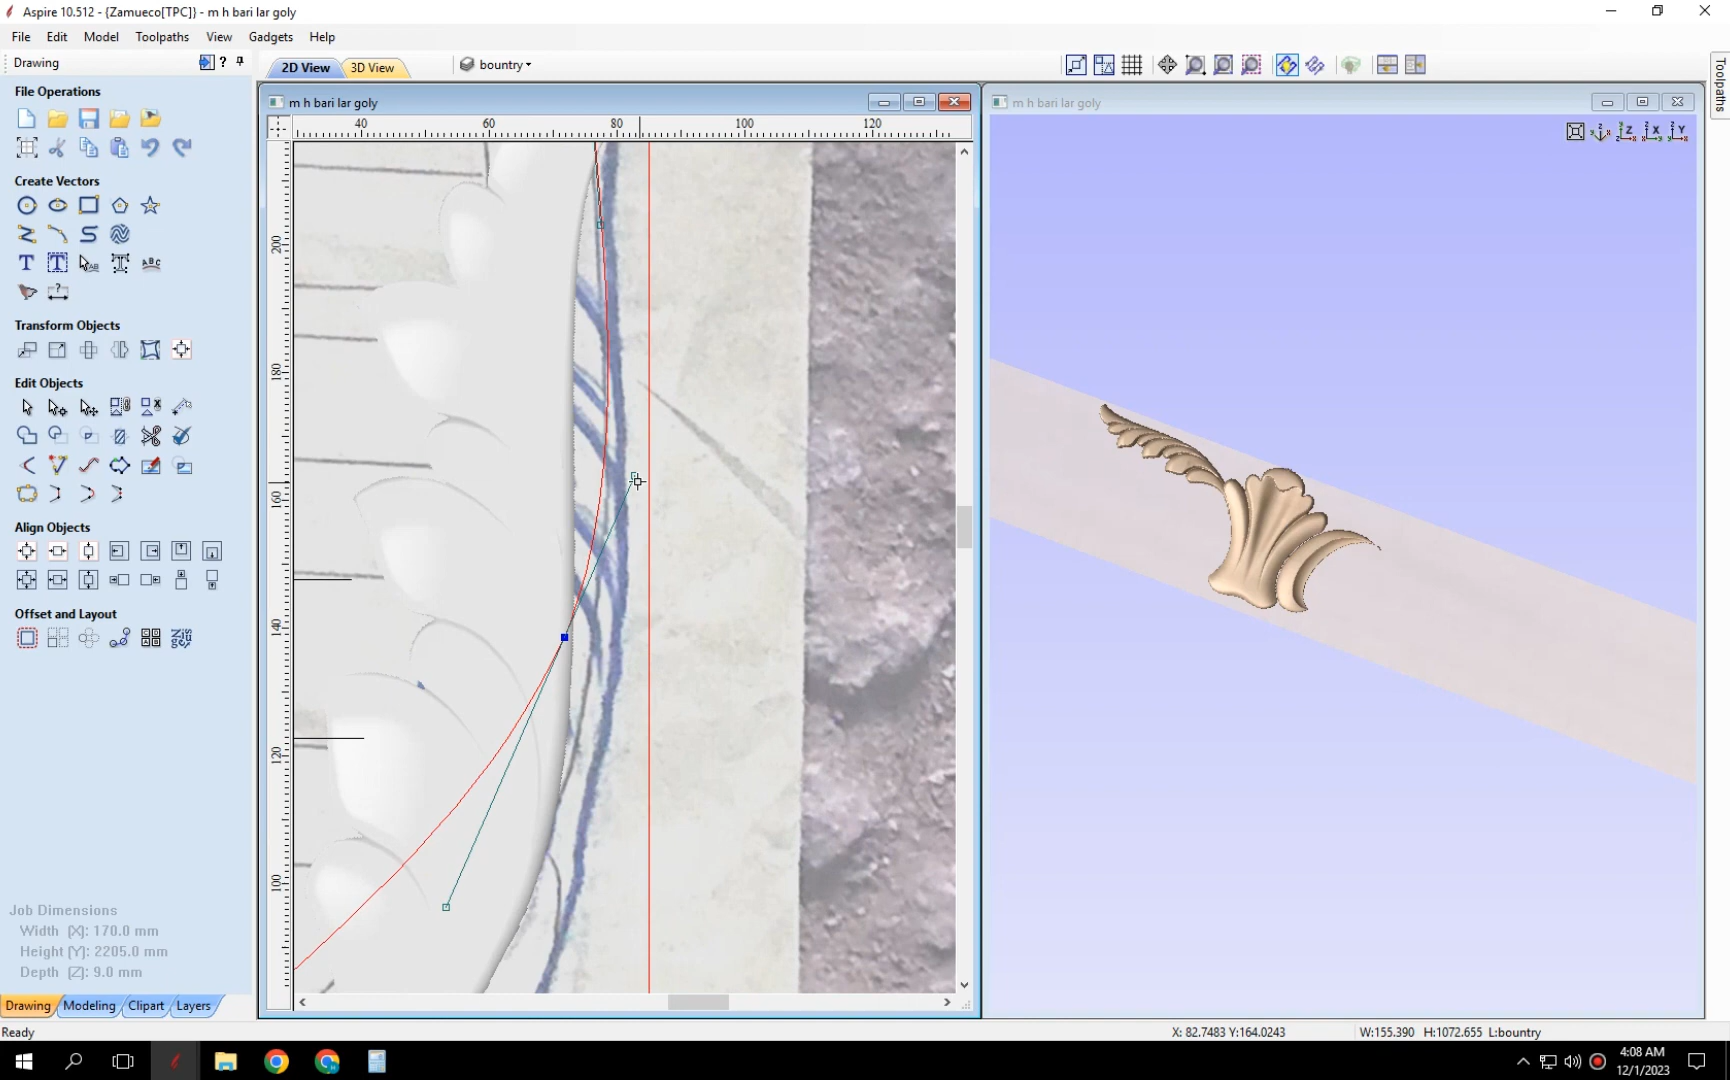 Aspire 10.512 - {Zamueco[TPC]} - m h bari lar goly
File Edit Model Toolpaths View Gadgets Help
Drawing
2D View 3D View bountry
Toolpaths
File Operations
m h bari lar goly
m h bari lar goly
40 60 80 100 120
Create Vectors
200
Transform Objects
180
Edit Objects
160
Align Objects
140
Offset and Layout
120
100
Job Dimensions
Width (X): 170.0 mm
Height (Y): 2205.0 mm
Depth (Z): 9.0 mm
Drawing Modeling Clipart Layers
Ready
X: 82.7483 Y:164.0243
W:155.390 H:1072.655 L:bountry
4:08 AM
12/1/2023